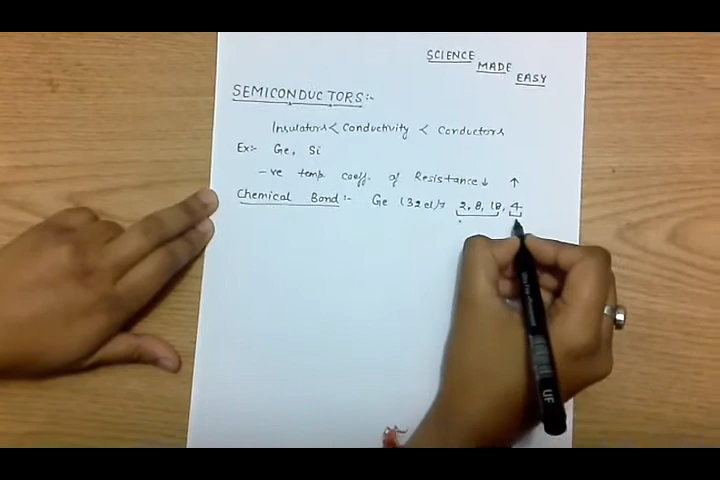 SCIENCE
MADE
EASY
SEMICONDUCTORS:-
Insulators < Conductivity < Conductors
Ex:- Ge, Si
-ve temp. coeff. of Resistance ↓ ↑
Chemical Bond :- Ge (32 el) → 2, 8, 18, 4
UF